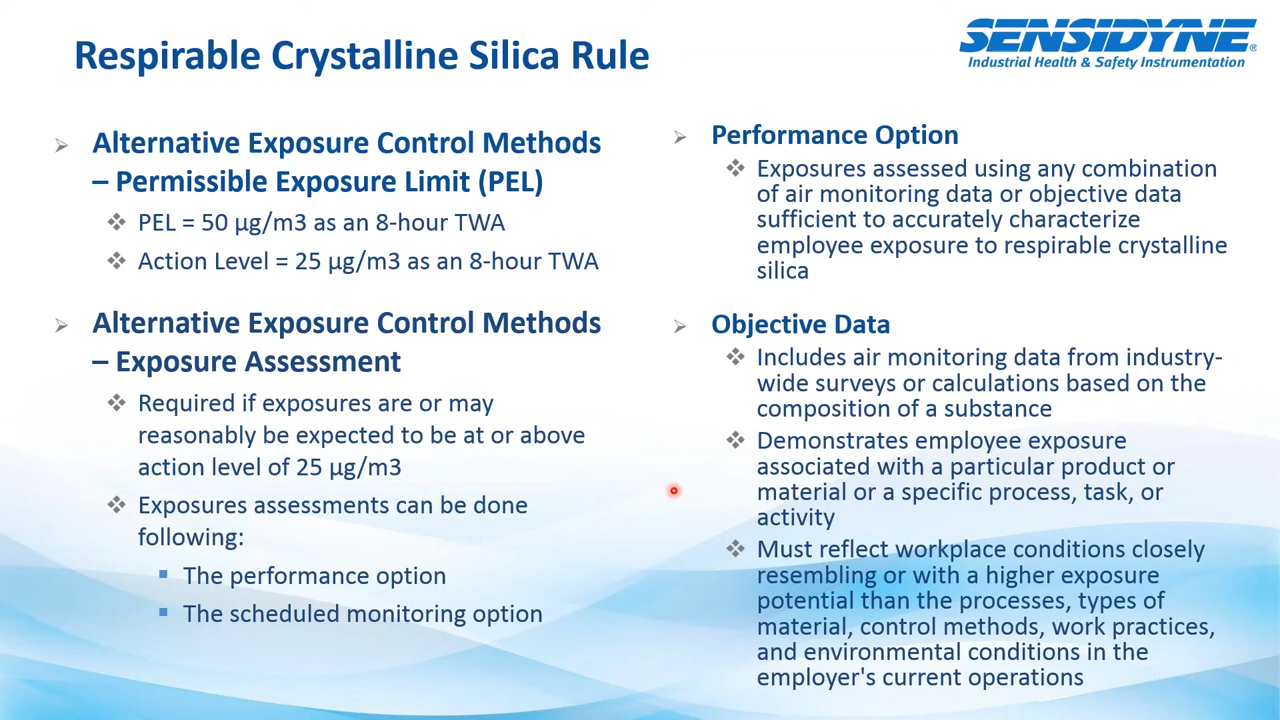 Respirable Crystalline Silica Rule
SENSIDYNE®
Industrial Health & Safety Instrumentation
Alternative Exposure Control Methods
– Permissible Exposure Limit (PEL)
PEL = 50 µg/m3 as an 8-hour TWA
Action Level = 25 µg/m3 as an 8-hour TWA
Alternative Exposure Control Methods
– Exposure Assessment
Required if exposures are or may
reasonably be expected to be at or above
action level of 25 µg/m3
Exposures assessments can be done
following:
The performance option
The scheduled monitoring option
Performance Option
Exposures assessed using any combination
of air monitoring data or objective data
sufficient to accurately characterize
employee exposure to respirable crystalline
silica
Objective Data
Includes air monitoring data from industry-
wide surveys or calculations based on the
composition of a substance
Demonstrates employee exposure
associated with a particular product or
material or a specific process, task, or
activity
Must reflect workplace conditions closely
resembling or with a higher exposure
potential than the processes, types of
material, control methods, work practices,
and environmental conditions in the
employer's current operations